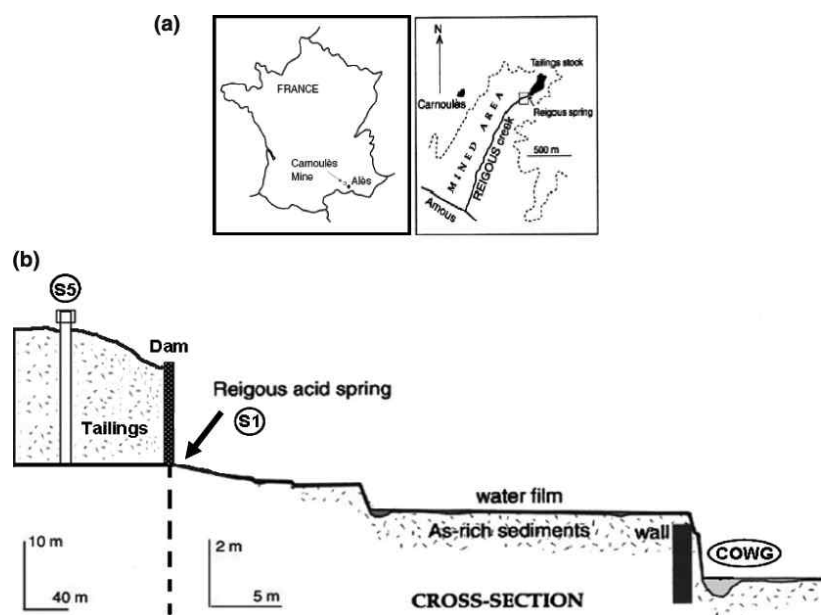 (a)
FRANCE
Carnoulès
Mine
Alès
N
Tailings stock
Carnoulès
Reigous spring
MINED AREA
REIGOUS creek
500 m
Amous
(b)
S5
Dam
Reigous acid spring
S1
Tailings
water film
As-rich sediments
wall
COWG
10 m
40 m
2 m
5 m
CROSS-SECTION